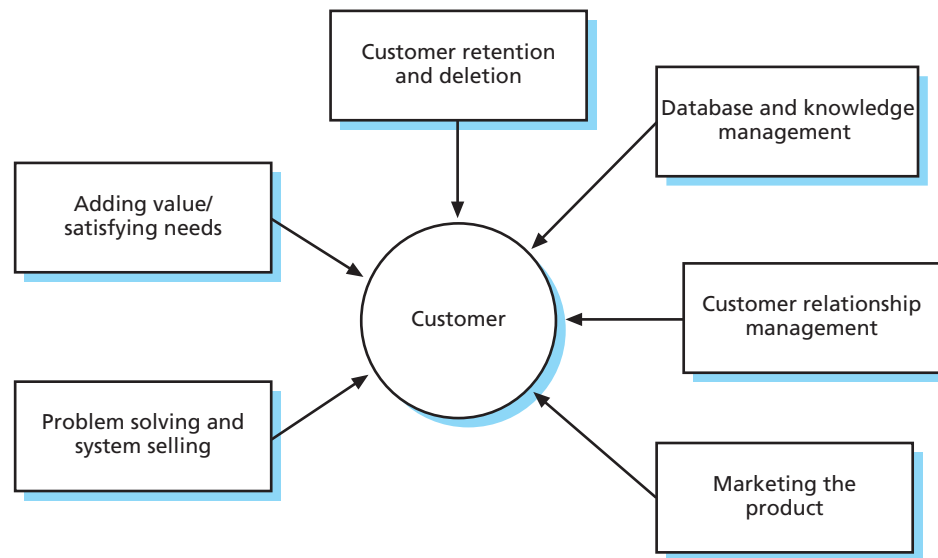 Customer retention
and deletion
Database and knowledge
management
Adding value/
satisfying needs
Customer
Customer relationship
management
Problem solving and
system selling
Marketing the
product